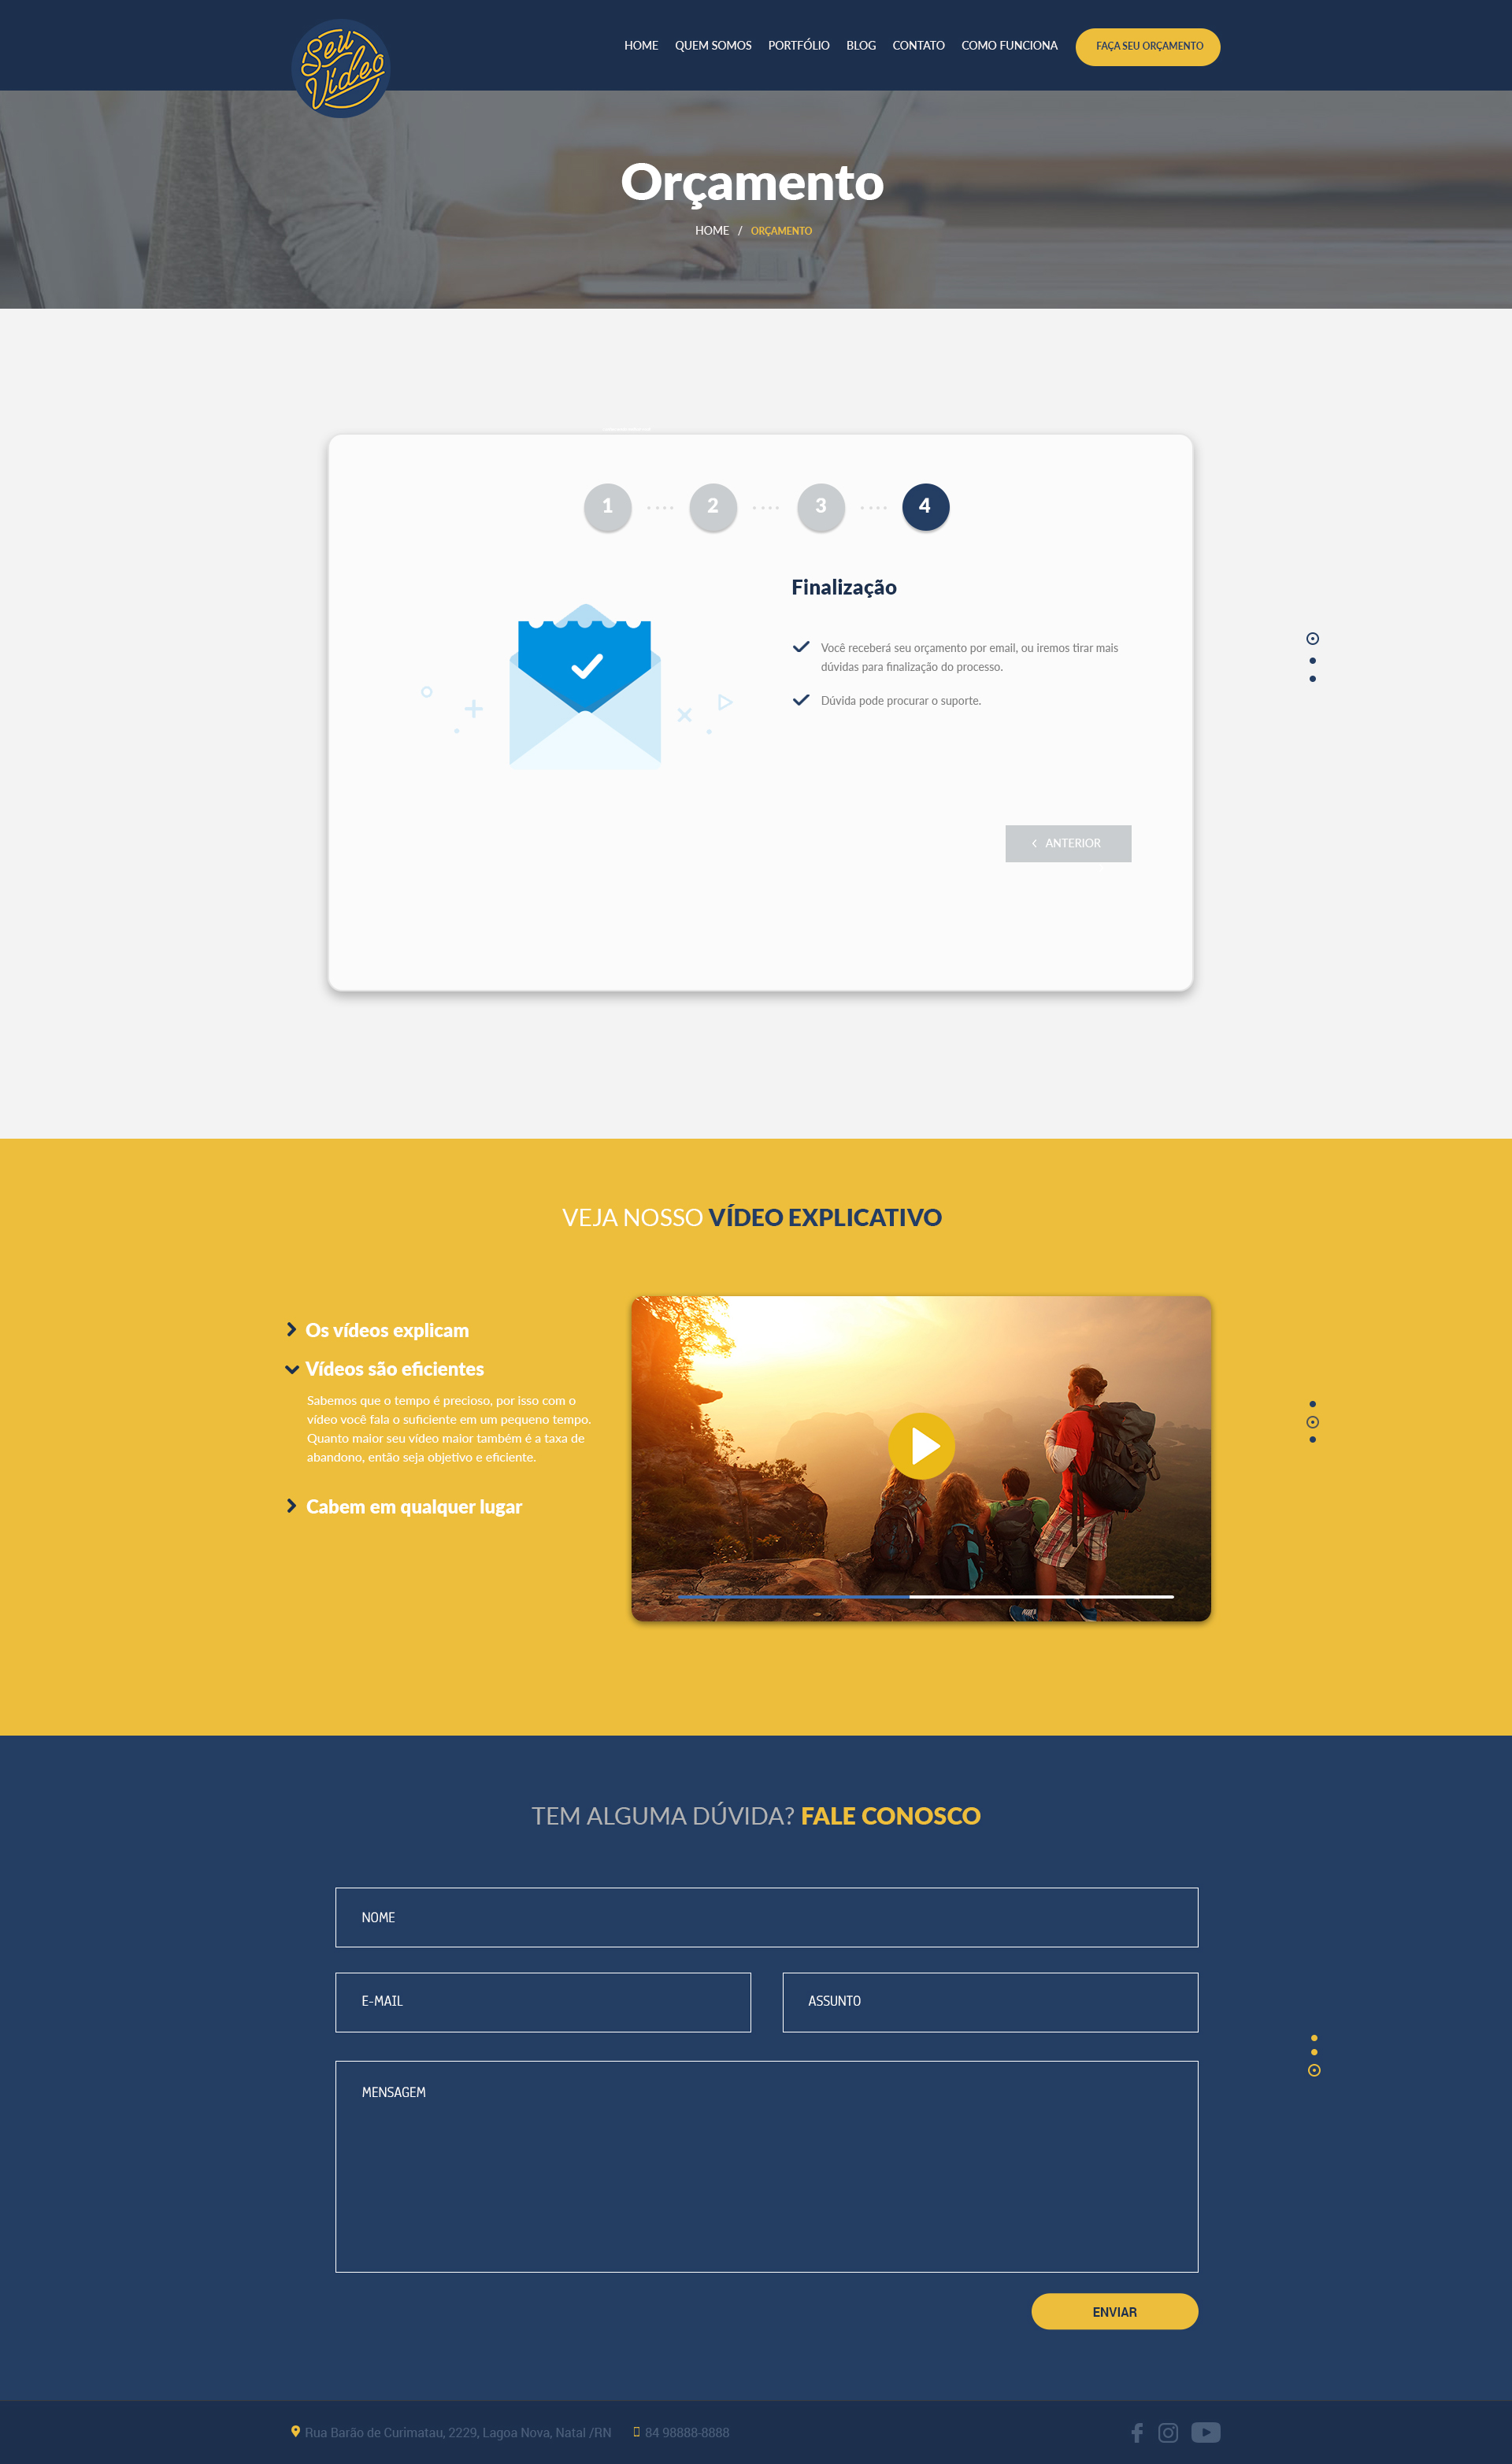 Seu
Vídeo
HOME QUEM SOMOS PORTFÓLIO BLOG CONTATO COMO FUNCIONA FAÇA SEU ORÇAMENTO
Orçamento
HOME / ORÇAMENTO
1 2 3 4
Finalização
Você receberá seu orçamento por email, ou iremos tirar mais
dúvidas para finalização do processo.
Dúvida pode procurar o suporte.
ANTERIOR
VEJA NOSSO VÍDEO EXPLICATIVO
Os vídeos explicam
Vídeos são eficientes
Sabemos que o tempo é precioso, por isso com o
vídeo você fala o suficiente em um pequeno tempo.
Quanto maior seu vídeo maior também é a taxa de
abandono, então seja objetivo e eficiente.
Cabem em qualquer lugar
TEM ALGUMA DÚVIDA? FALE CONOSCO
NOME
E-MAIL
ASSUNTO
MENSAGEM
ENVIAR
Rua Barão de Curimatau, 2229, Lagoa Nova, Natal /RN 84 98888-8888